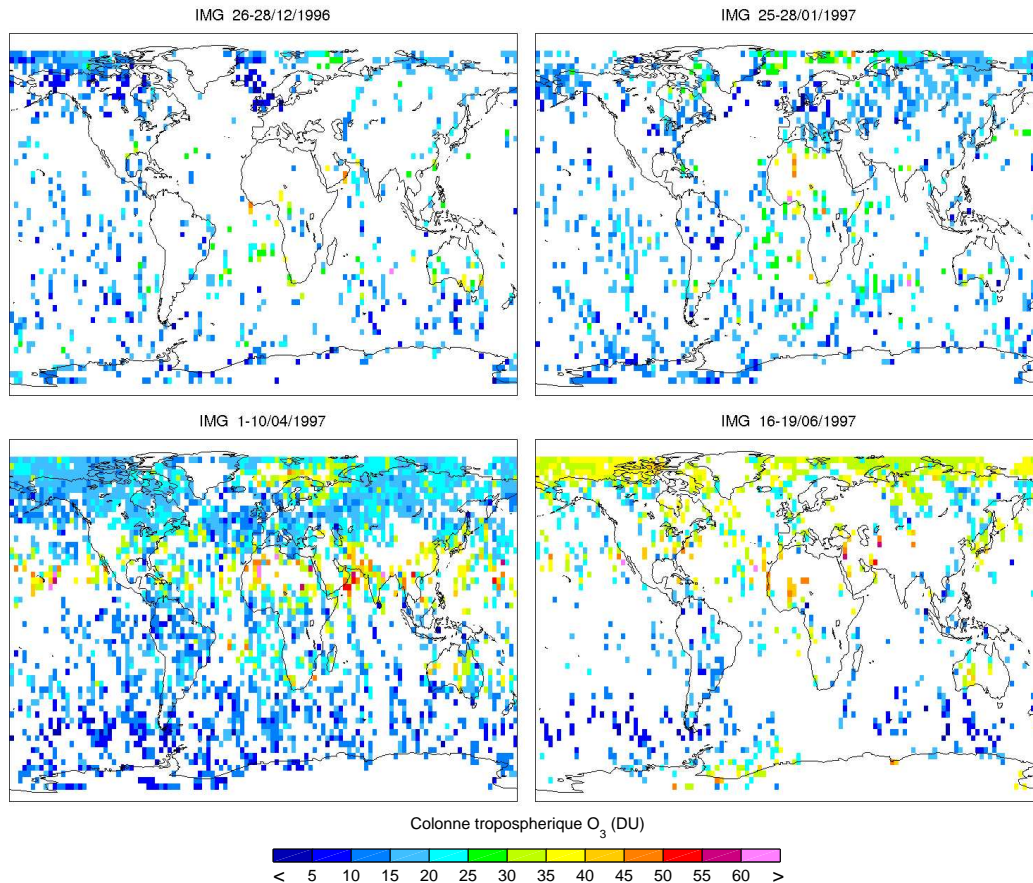 IMG 26-28/12/1996
IMG 25-28/01/1997
IMG 1-10/04/1997
IMG 16-19/06/1997
Colonne tropospherique O3 (DU)
< 5 10 15 20 25 30 35 40 45 50 55 60 >